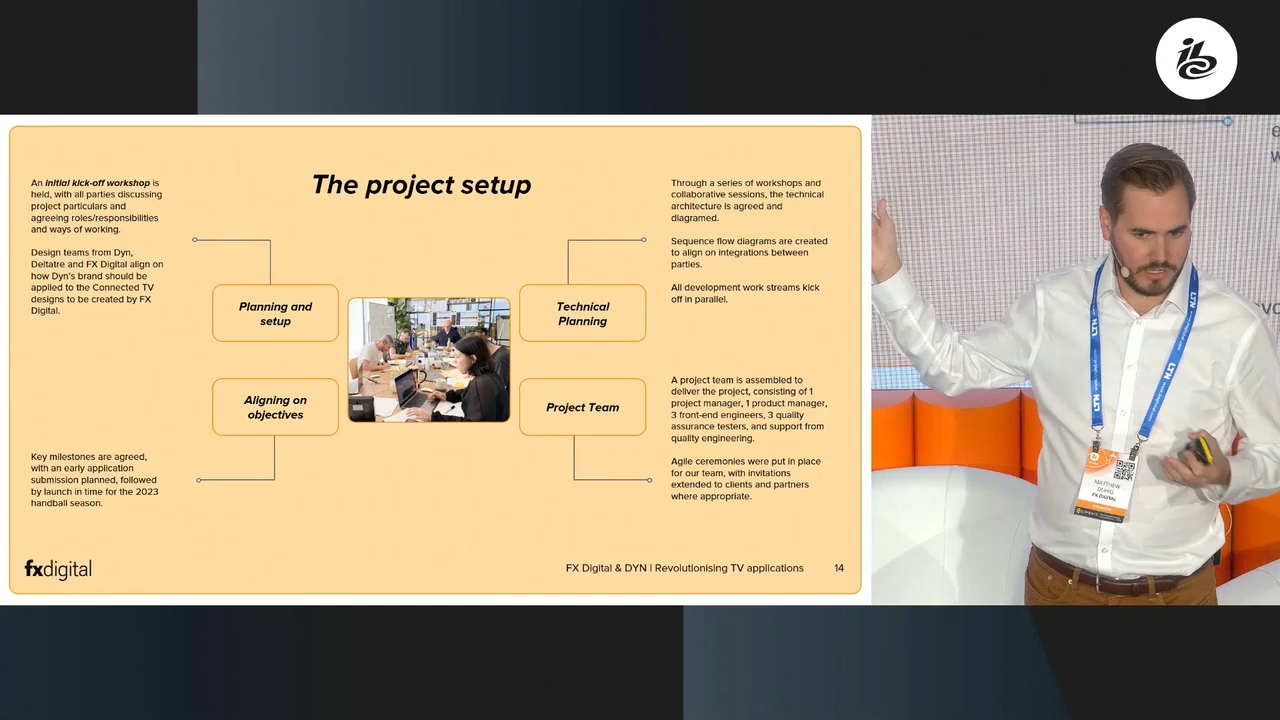 ibc
The project setup
An initial kick-off workshop is
held, with all parties discussing
project particulars and
agreeing roles/responsibilities
and ways of working.
Design teams from Dyn,
Deltatre and FX Digital align on
how Dyn's brand should be
applied to the Connected TV
designs to be created by FX
Digital.
Planning and
setup
Technical
Planning
Through a series of workshops and
collaborative sessions, the technical
architecture is agreed and
diagramed.
Sequence flow diagrams are created
to align on integrations between
parties.
All development work streams kick
off in parallel.
Aligning on
objectives
Project Team
Key milestones are agreed,
with an early application
submission planned, followed
by launch in time for the 2023
handball season.
A project team is assembled to
deliver the project, consisting of 1
project manager, 1 product manager,
3 front-end engineers, 3 quality
assurance testers, and support from
quality engineering.
Agile ceremonies were put in place
for our team, with invitations
extended to clients and partners
where appropriate.
fxdigital
FX Digital & DYN | Revolutionising TV applications
14
LTN
LTN
LTN
MATTHEW
DUHIG
FX DIGITAL